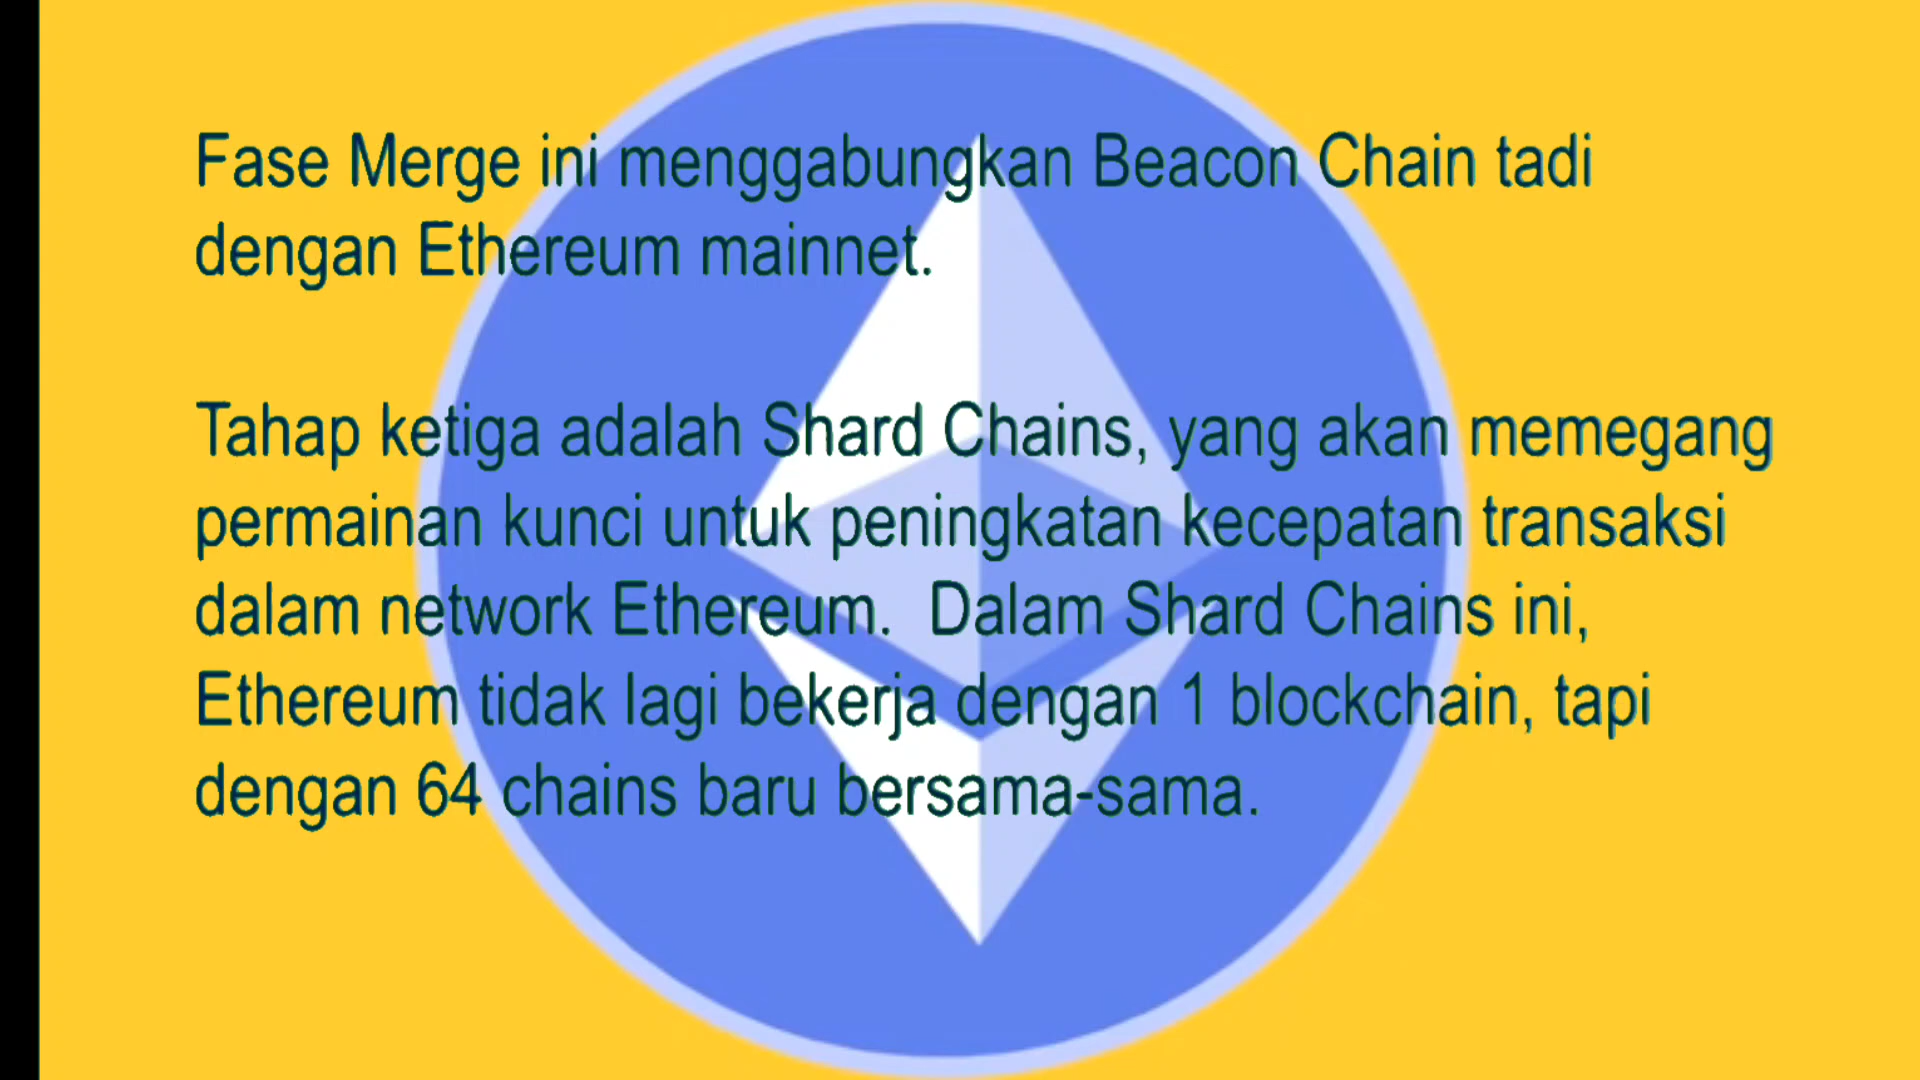 Fase Merge ini menggabungkan Beacon Chain tadi
dengan Ethereum mainnet.
Tahap ketiga adalah Shard Chains, yang akan memegang
permainan kunci untuk peningkatan kecepatan transaksi
dalam network Ethereum.  Dalam Shard Chains ini,
Ethereum tidak lagi bekerja dengan 1 blockchain, tapi
dengan 64 chains baru bersama-sama.